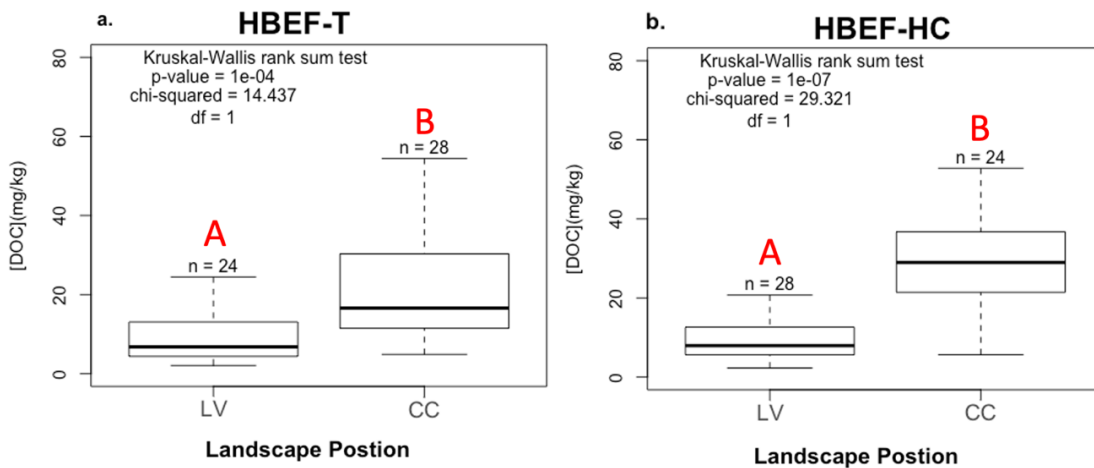 a.
HBEF-T
Kruskal-Wallis rank sum test
p-value = 1e-04
chi-squared = 14.437
df = 1
80
60
40
20
0
[DOC](mg/kg)
A
n = 24
B
n = 28
LV
CC
Landscape Postion
b.
HBEF-HC
Kruskal-Wallis rank sum test
p-value = 1e-07
chi-squared = 29.321
df = 1
80
60
40
20
0
[DOC](mg/kg)
A
n = 28
B
n = 24
LV
CC
Landscape Postion